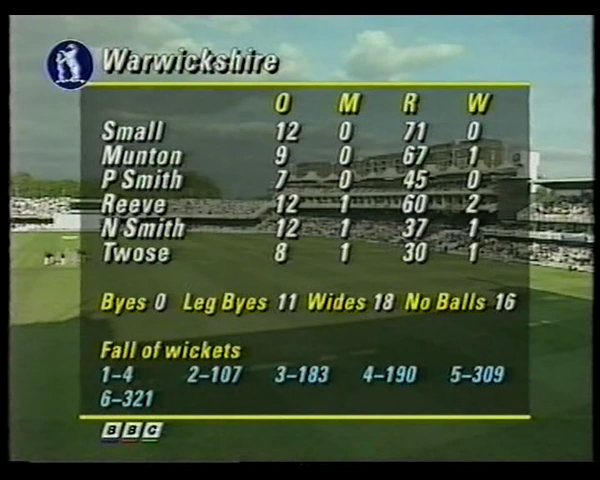 Warwickshire
O M R W
Small 12 0 71 0
Munton 9 0 67 1
P Smith 7 0 45 0
Reeve 12 1 60 2
N Smith 12 1 37 1
Twose 8 1 30 1
Byes 0 Leg Byes 11 Wides 18 No Balls 16
Fall of wickets
1-4 2-107 3-183 4-190 5-309
6-321
BBC